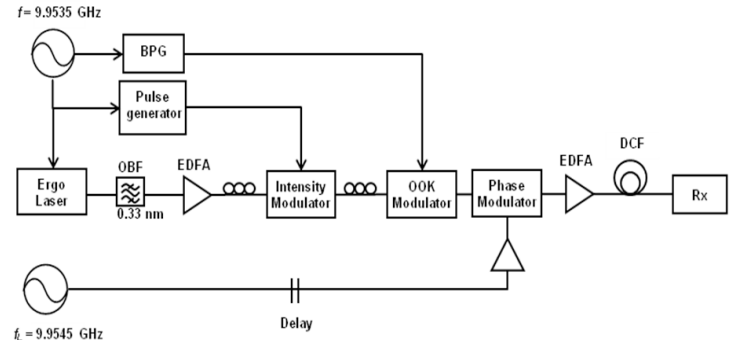 f= 9.9535 GHz
BPG
Pulse
generator
DCF
EDFA
OBF
EDFA
Ergo
Laser
Intensity
Modulator
OOK
Modulator
Phase
Modulator
Rx
0.33 nm
Delay
fL = 9.9545 GHz